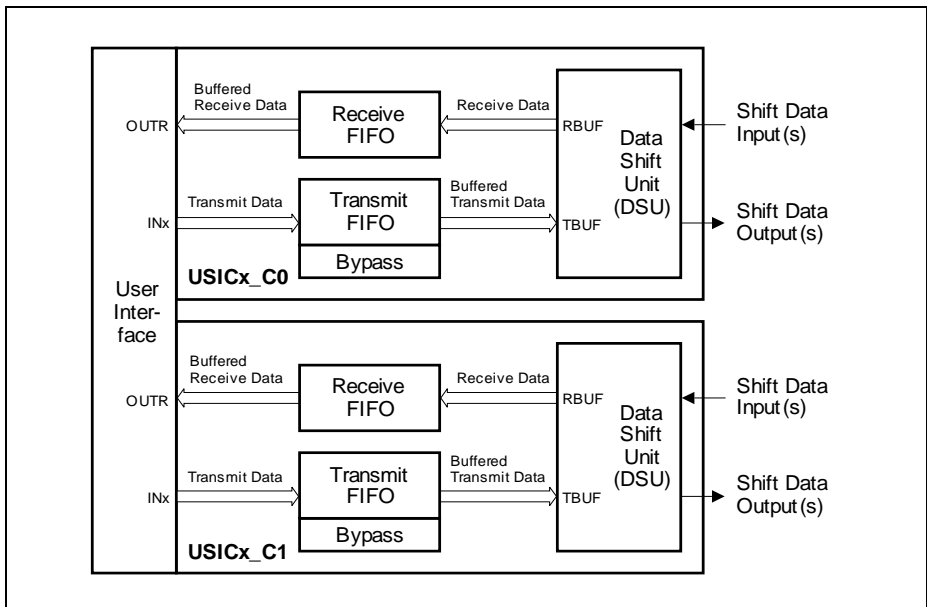 Buffered
Receive Data
Receive
FIFO
Receive Data
OUTR
RBUF
Shift Data
Input(s)
Data
Shift
Unit
(DSU)
Transmit Data
Transmit
FIFO
Buffered
Transmit Data
INx
TBUF
Shift Data
Output(s)
Bypass
USICx_C0
User
Inter-
face
Buffered
Receive Data
Receive
FIFO
Receive Data
OUTR
RBUF
Shift Data
Input(s)
Data
Shift
Unit
(DSU)
Transmit Data
Transmit
FIFO
Buffered
Transmit Data
INx
TBUF
Shift Data
Output(s)
Bypass
USICx_C1